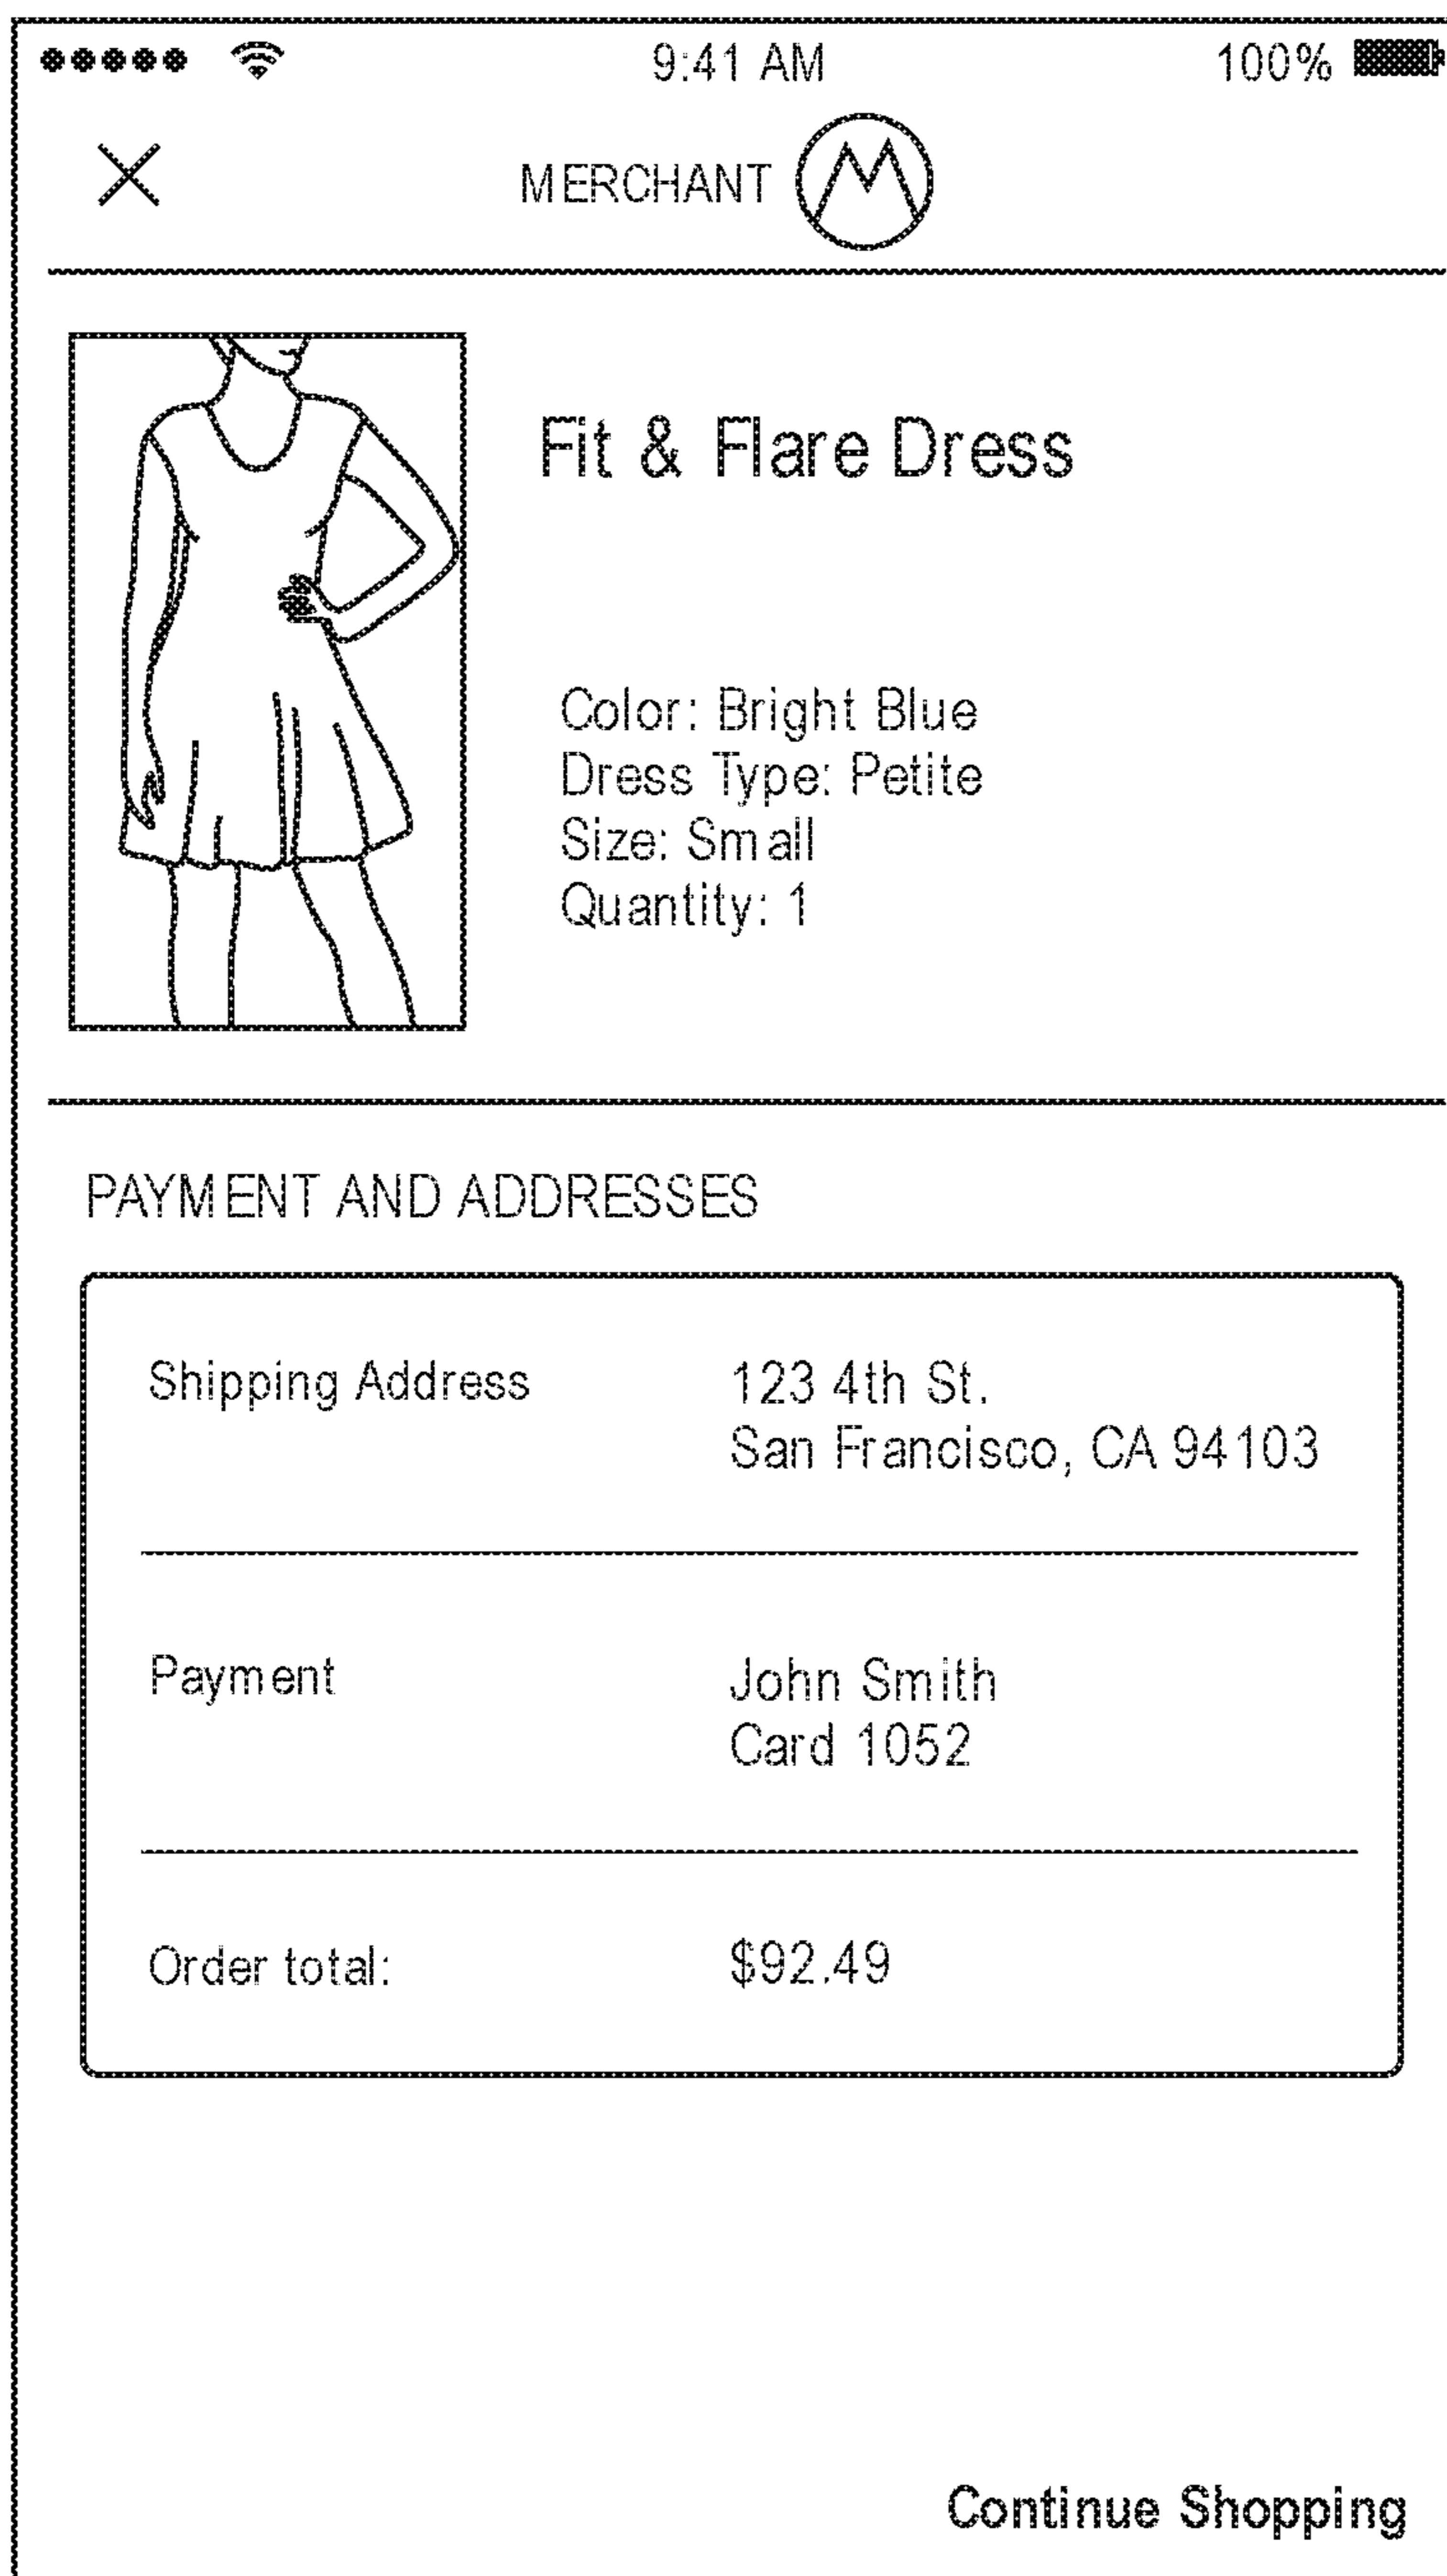 9:41 AM 100%
MERCHANT
Fit & Flare Dress
Color: Bright Blue
Dress Type: Petite
Size: Small
Quantity: 1
PAYMENT AND ADDRESSES
Shipping Address 123 4th St.
San Francisco, CA 94103
Payment John Smith
Card 1052
Order total: $92.49
Continue Shopping